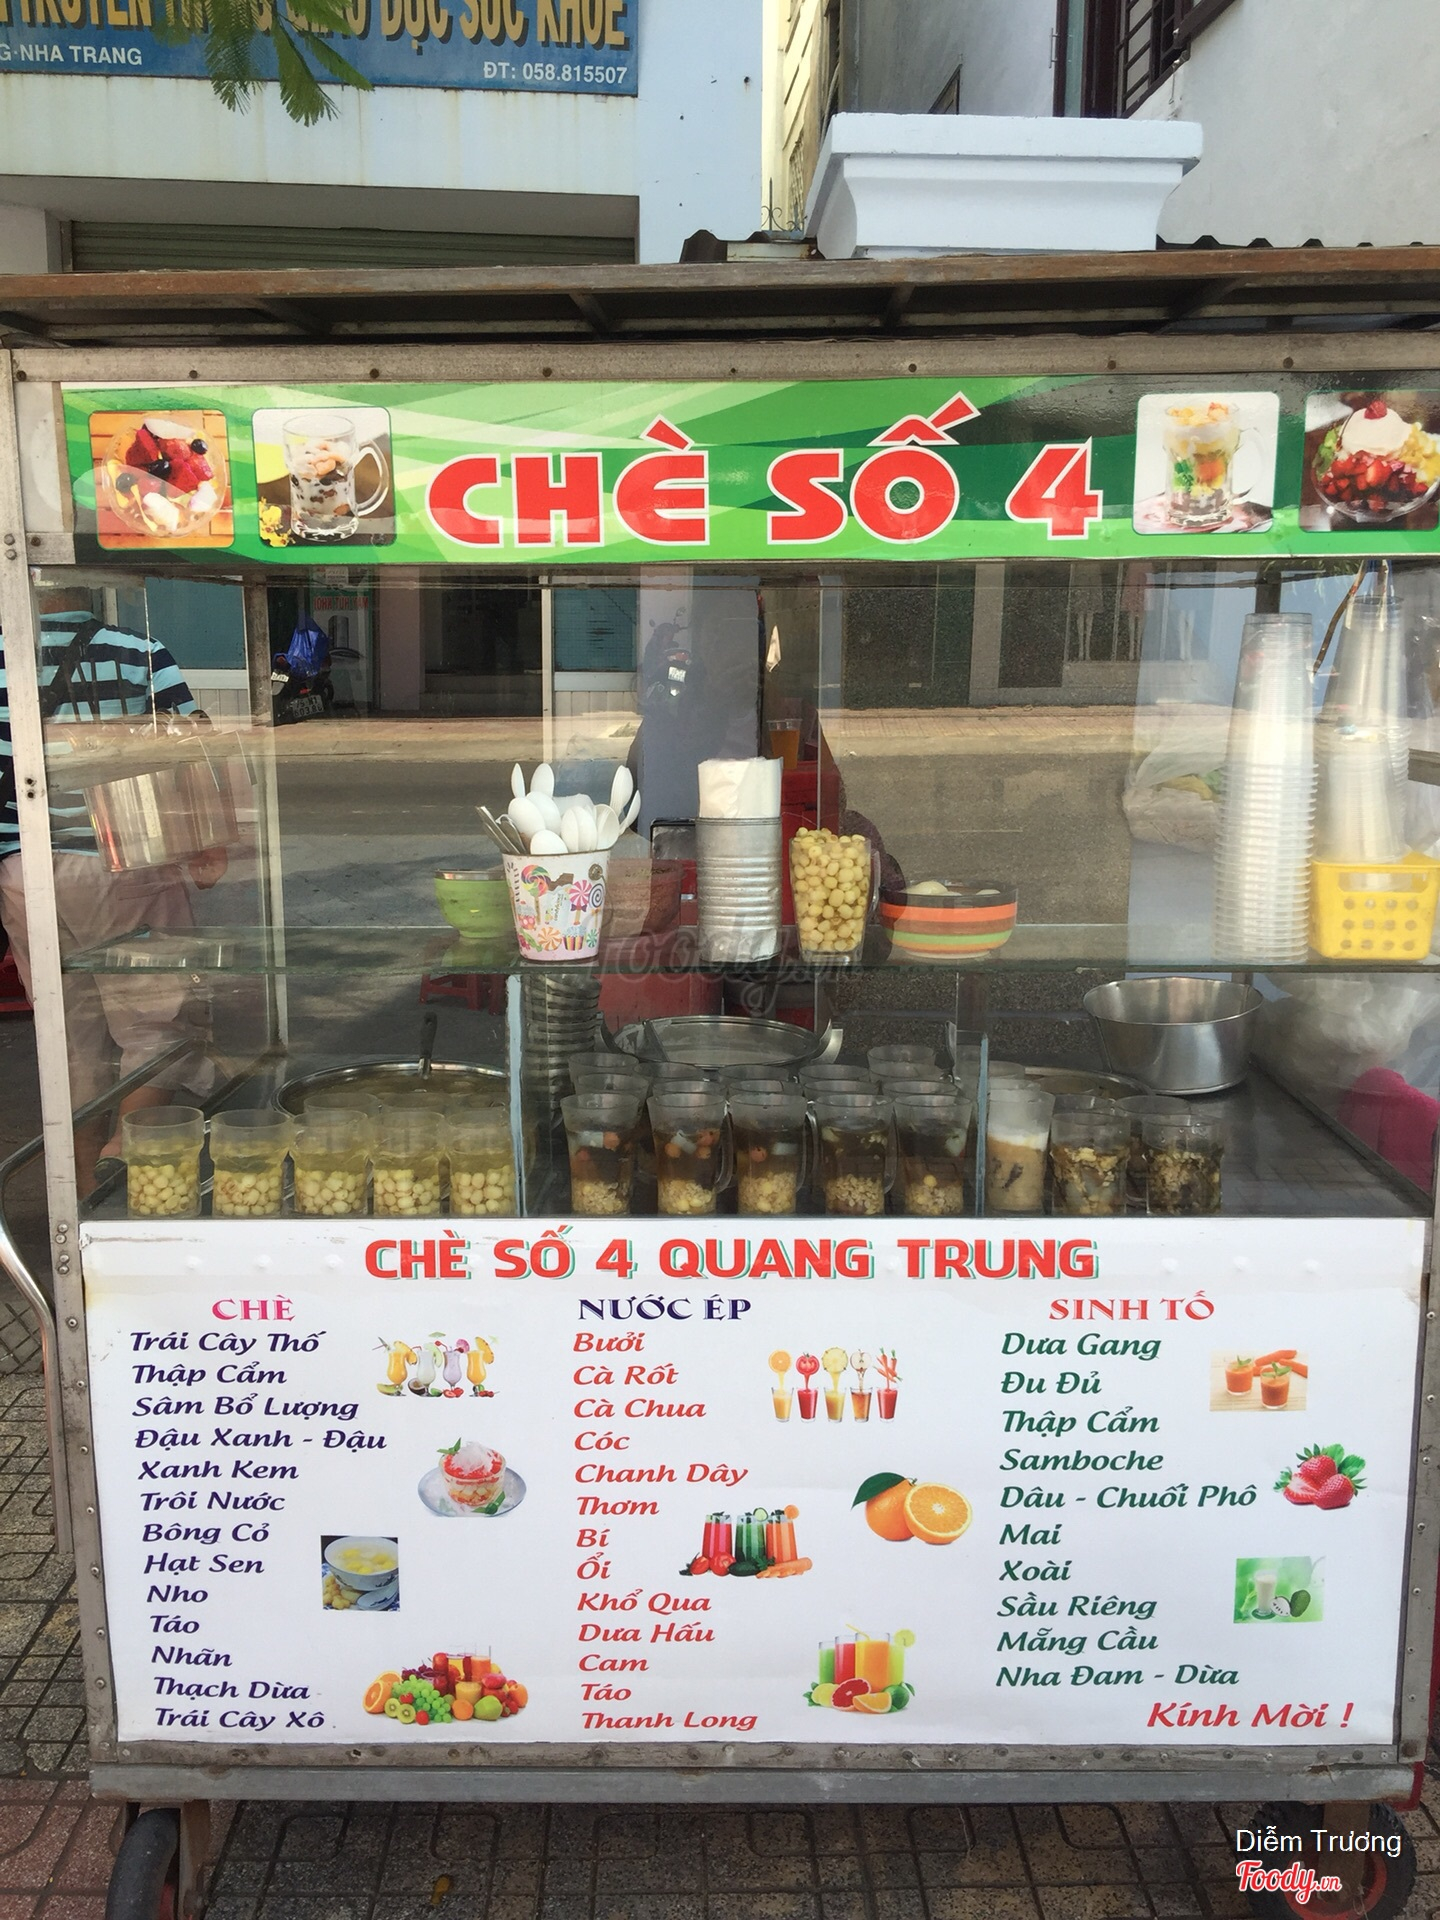 TRUYỀN GIÁO DỤC SỨC KHOẺ
G-NHA TRANG
ĐT: 058.815507
CHÈ SỐ 4
foody.vn
CHÈ SỐ 4 QUANG TRUNG
CHÈ
Trái Cây Thố
Thập Cẩm
Sâm Bổ Lượng
Đậu Xanh - Đậu
Xanh Kem
Trôi Nước
Bông Cỏ
Hạt Sen
Nho
Táo
Nhãn
Thạch Dừa
Trái Cây Xô
NƯỚC ÉP
Bưởi
Cà Rốt
Cà Chua
Cóc
Chanh Dây
Thơm
Bí
Ổi
Khổ Qua
Dưa Hấu
Cam
Táo
Thanh Long
SINH TỐ
Dưa Gang
Đu Đủ
Thập Cẩm
Samboche
Dâu - Chuối Phô
Mai
Xoài
Sầu Riêng
Mẵng Cầu
Nha Đam - Dừa
Kính Mời !
Diễm Trương
Foody.vn